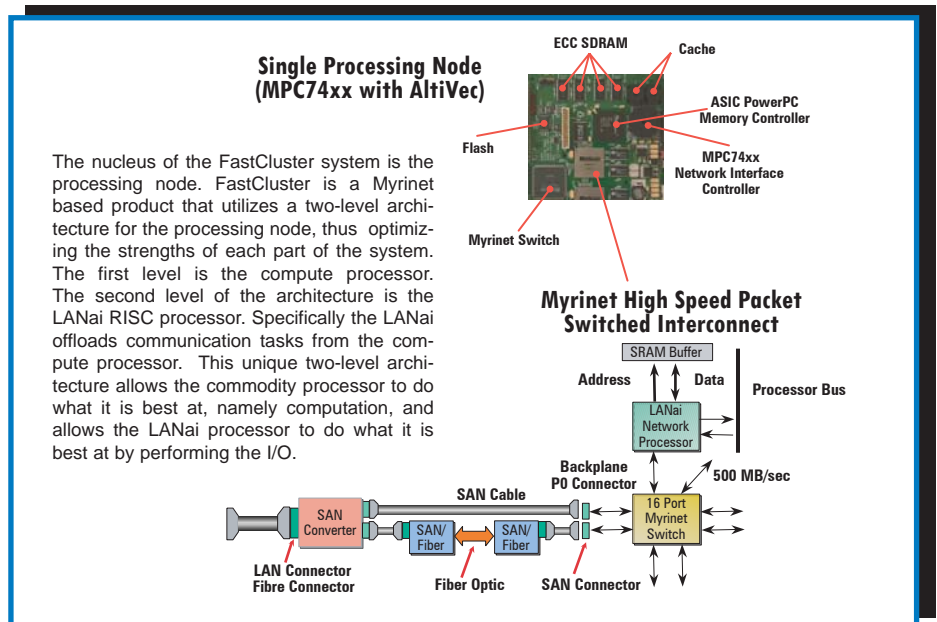 Single Processing Node
(MPC74xx with AltiVec)
The nucleus of the FastCluster system is the
processing node. FastCluster is a Myrinet
based product that utilizes a two-level archi-
tecture for the processing node, thus optimiz-
ing the strengths of each part of the system.
The first level is the compute processor.
The second level of the architecture is the
LANai RISC processor. Specifically the LANai
offloads communication tasks from the com-
pute processor. This unique two-level archi-
tecture allows the commodity processor to do
what it is best at, namely computation, and
allows the LANai processor to do what it is
best at by performing the I/O.
ECC SDRAM
Cache
ASIC PowerPC
Memory Controller
Flash
MPC74xx
Network Interface
Controller
Myrinet Switch
Myrinet High Speed Packet
Switched Interconnect
SRAM Buffer
Address
Data
Processor Bus
LANai
Network
Processor
Backplane
P0 Connector
500 MB/sec
SAN Cable
16 Port
Myrinet
Switch
SAN
Converter
SAN/
Fiber
SAN/
Fiber
LAN Connector
Fibre Connector
Fiber Optic
SAN Connector